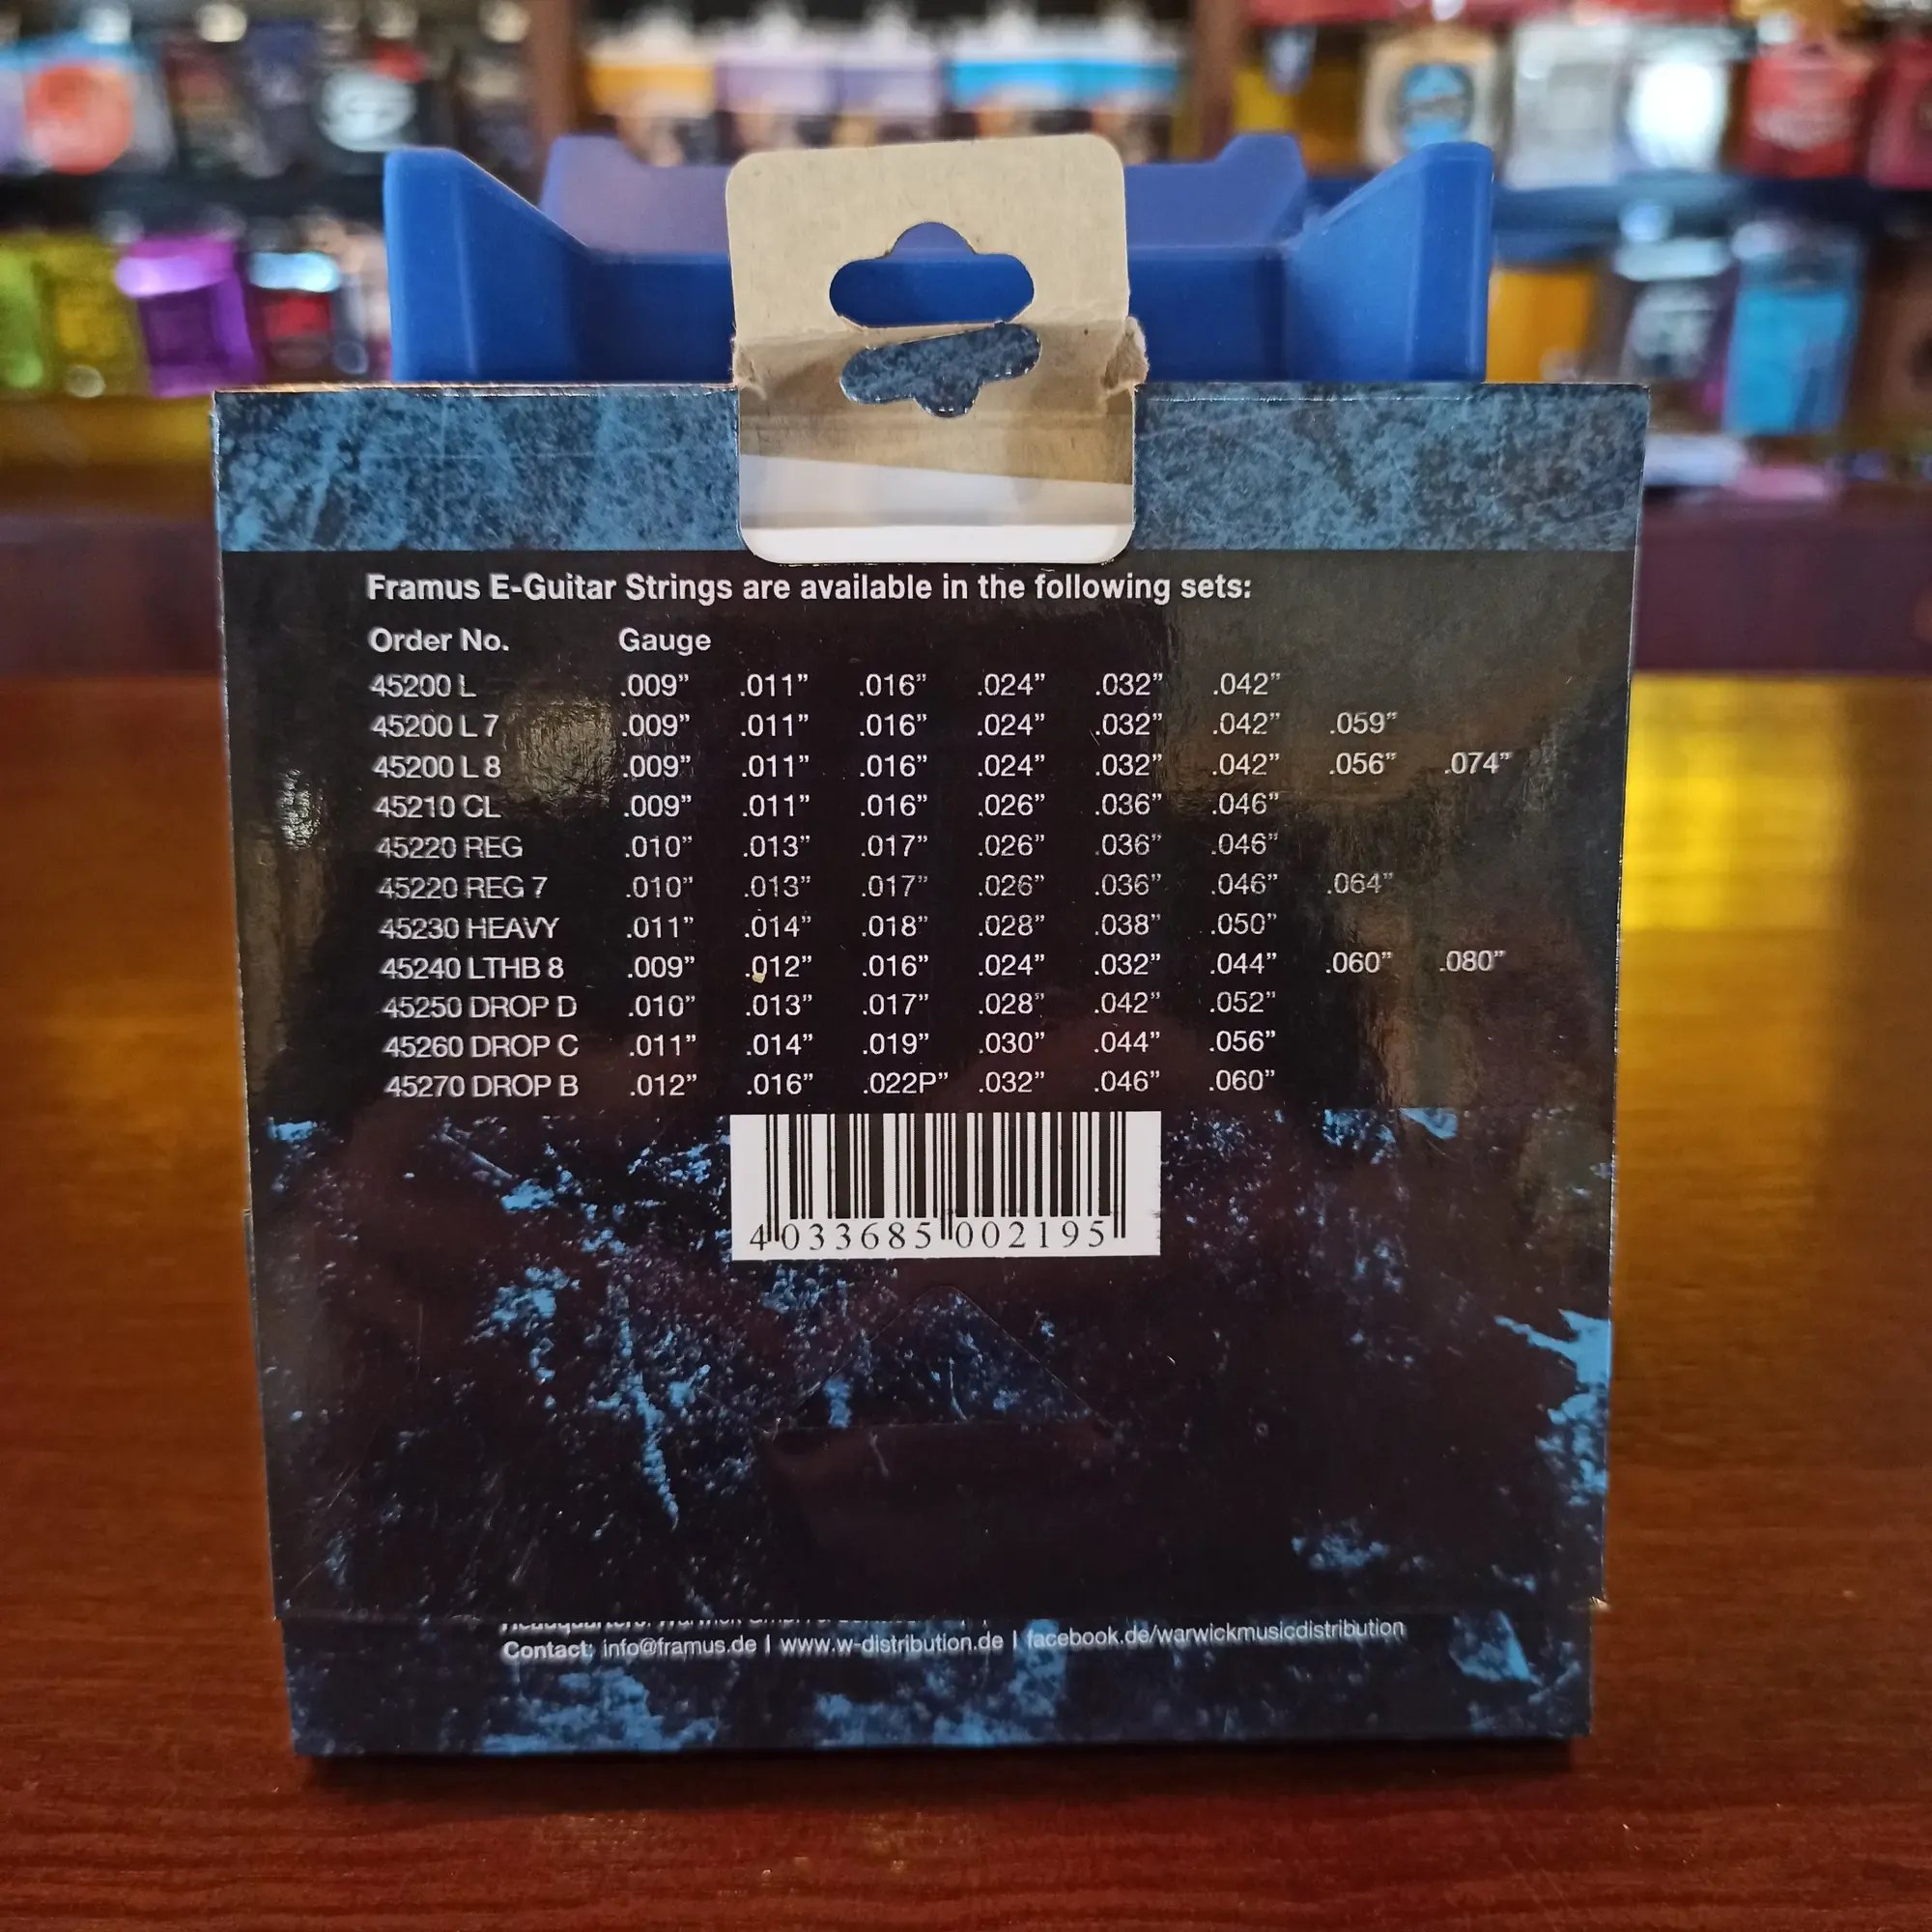 Framus E-Guitar Strings are available in the following sets:
Order No. Gauge
45200 L .009” .011” .016” .024” .032” .042”
45200 L 7 .009” .011” .016” .024” .032” .042” .059”
45200 L 8 .009” .011” .016” .024” .032” .042” .056” .074”
45210 CL .009” .011” .016” .026” .036” .046”
45220 REG .010” .013” .017” .026” .036” .046”
45220 REG 7 .010” .013” .017” .026” .036” .046” .064”
45230 HEAVY .011” .014” .018” .028” .038” .050”
45240 LTHB 8 .009” .012” .016” .024” .032” .044” .060” .080”
45250 DROP D .010” .013” .017” .028” .042” .052”
45260 DROP C .011” .014” .019” .030” .044” .056”
45270 DROP B .012” .016” .022P” .032” .046” .060”
4 033685 002195
Contact: info@framus.de | www.w-distribution.de | facebook.de/warwickmusicdistribution